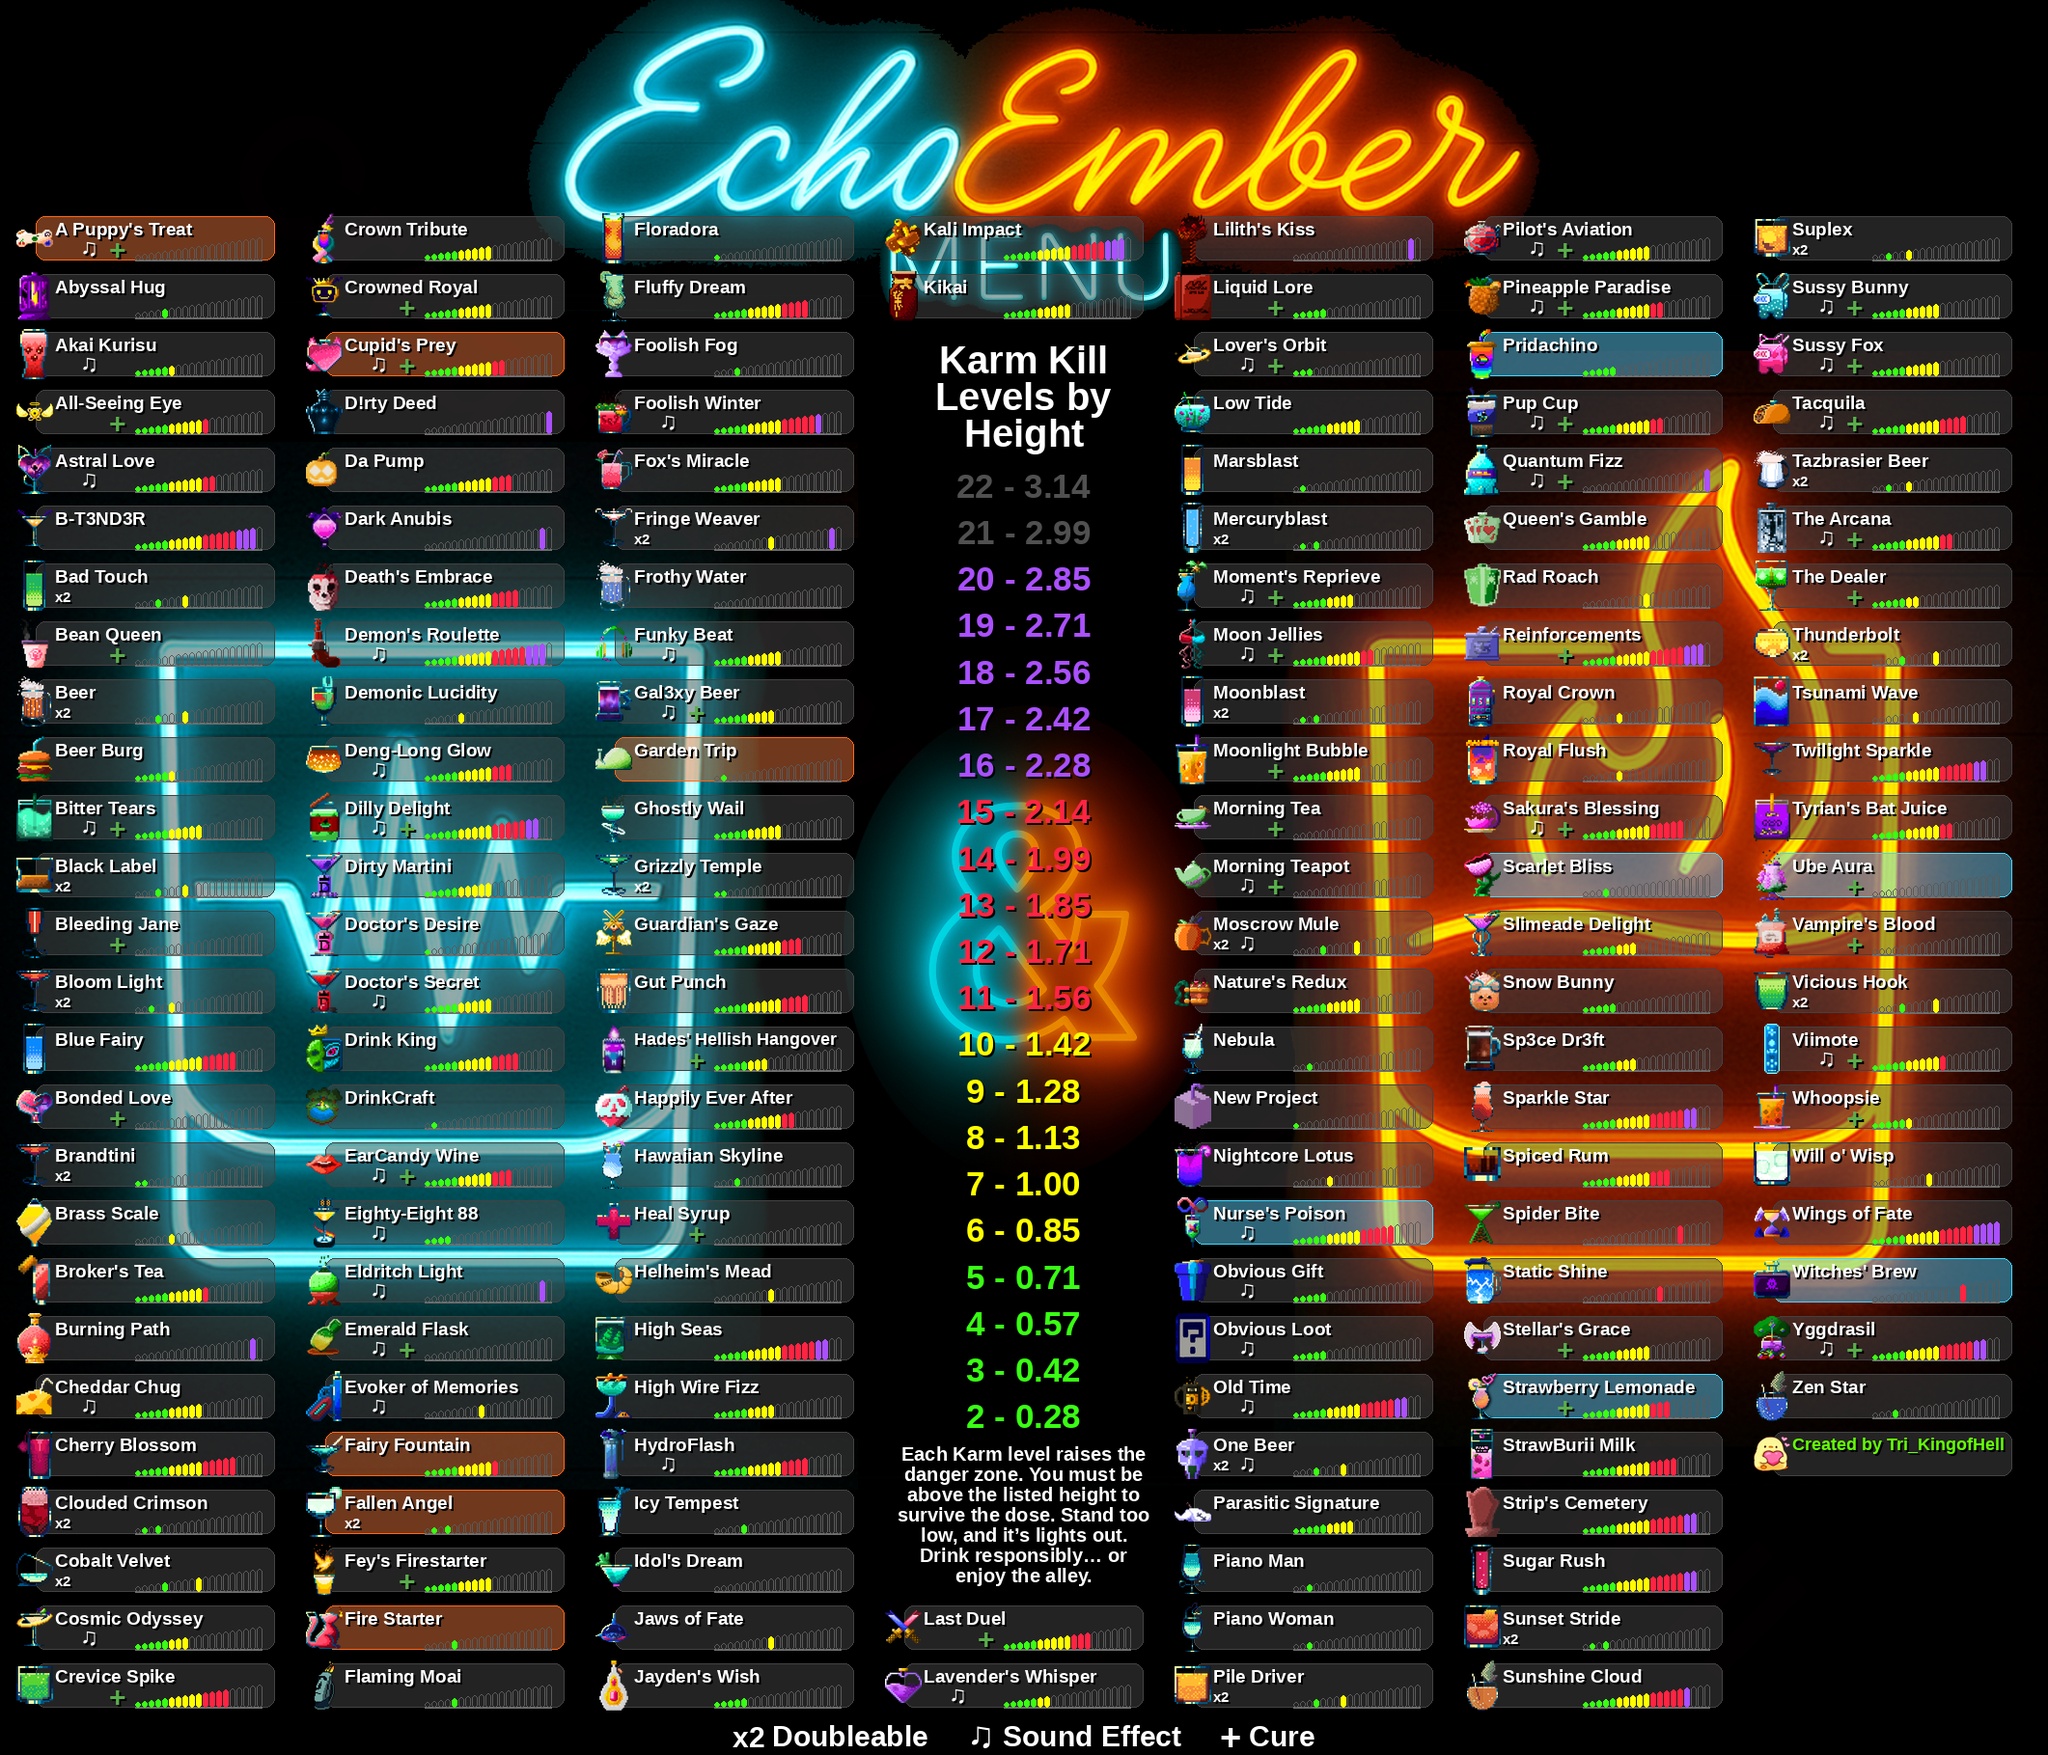 EchoEmber
MENU
A Puppy's Treat
♫ +
Abyssal Hug
Akai Kurisu
♫
All-Seeing Eye
+
Astral Love
♫
B-T3ND3R
Bad Touch
x2
Bean Queen
+
Beer
x2
Beer Burg
Bitter Tears
♫ +
Black Label
x2
Bleeding Jane
+
Bloom Light
x2
Blue Fairy
Bonded Love
+
Brandtini
x2
Brass Scale
Broker's Tea
Burning Path
Cheddar Chug
♫
Cherry Blossom
Clouded Crimson
x2
Cobalt Velvet
x2
Cosmic Odyssey
♫
Crevice Spike
+
Crown Tribute
Crowned Royal
+
Cupid's Prey
♫ +
D!rty Deed
Da Pump
Dark Anubis
Death's Embrace
Demon's Roulette
♫
Demonic Lucidity
Deng-Long Glow
♫
Dilly Delight
♫ +
Dirty Martini
Doctor's Desire
Doctor's Secret
♫
Drink King
DrinkCraft
EarCandy Wine
♫ +
Eighty-Eight 88
♫
Eldritch Light
♫
Emerald Flask
♫ +
Evoker of Memories
♫
Fairy Fountain
Fallen Angel
x2
Fey's Firestarter
+
Fire Starter
Flaming Moai
Floradora
Fluffy Dream
Foolish Fog
Foolish Winter
♫
Fox's Miracle
Fringe Weaver
x2
Frothy Water
Funky Beat
♫
Gal3xy Beer
♫ +
Garden Trip
Ghostly Wail
Grizzly Temple
x2
Guardian's Gaze
Gut Punch
Hades' Hellish Hangover
+
Happily Ever After
Hawaiian Skyline
Heal Syrup
+
Helheim's Mead
High Seas
High Wire Fizz
HydroFlash
♫
Icy Tempest
Idol's Dream
Jaws of Fate
Jayden's Wish
Kali Impact
Kikai
Karm Kill
Levels by
Height
22 - 3.14
21 - 2.99
20 - 2.85
19 - 2.71
18 - 2.56
17 - 2.42
16 - 2.28
15 - 2.14
14 - 1.99
13 - 1.85
12 - 1.71
11 - 1.56
10 - 1.42
9 - 1.28
8 - 1.13
7 - 1.00
6 - 0.85
5 - 0.71
4 - 0.57
3 - 0.42
2 - 0.28
Each Karm level raises the
danger zone. You must be
above the listed height to
survive the dose. Stand too
low, and it’s lights out.
Drink responsibly… or
enjoy the alley.
Last Duel
+
Lavender's Whisper
♫
Lilith's Kiss
Liquid Lore
+
Lover's Orbit
♫ +
Low Tide
Marsblast
Mercuryblast
x2
Moment's Reprieve
♫ +
Moon Jellies
♫ +
Moonblast
x2
Moonlight Bubble
+
Morning Tea
+
Morning Teapot
♫ +
Moscrow Mule
x2 ♫
Nature's Redux
Nebula
New Project
Nightcore Lotus
Nurse's Poison
♫
Obvious Gift
♫
Obvious Loot
♫
Old Time
♫
One Beer
x2 ♫
Parasitic Signature
Piano Man
Piano Woman
Pile Driver
x2
Pilot's Aviation
♫ +
Pineapple Paradise
♫ +
Pridachino
Pup Cup
♫ +
Quantum Fizz
♫ +
Queen's Gamble
Rad Roach
Reinforcements
+
Royal Crown
Royal Flush
Sakura's Blessing
♫ +
Scarlet Bliss
Slimeade Delight
Snow Bunny
Sp3ce Dr3ft
Sparkle Star
Spiced Rum
Spider Bite
Static Shine
Stellar's Grace
+
Strawberry Lemonade
+
StrawBurii Milk
Strip's Cemetery
Sugar Rush
Sunset Stride
x2
Sunshine Cloud
Suplex
x2
Sussy Bunny
♫ +
Sussy Fox
♫ +
Tacquila
♫ +
Tazbrasier Beer
x2
The Arcana
♫ +
The Dealer
+
Thunderbolt
x2
Tsunami Wave
Twilight Sparkle
Tyrian's Bat Juice
Ube Aura
+
Vampire's Blood
+
Vicious Hook
x2
Viimote
♫ +
Whoopsie
+
Will o' Wisp
Wings of Fate
Witches' Brew
Yggdrasil
♫ +
Zen Star
Created by Tri_KingofHell
x2 Doubleable ♫ Sound Effect + Cure